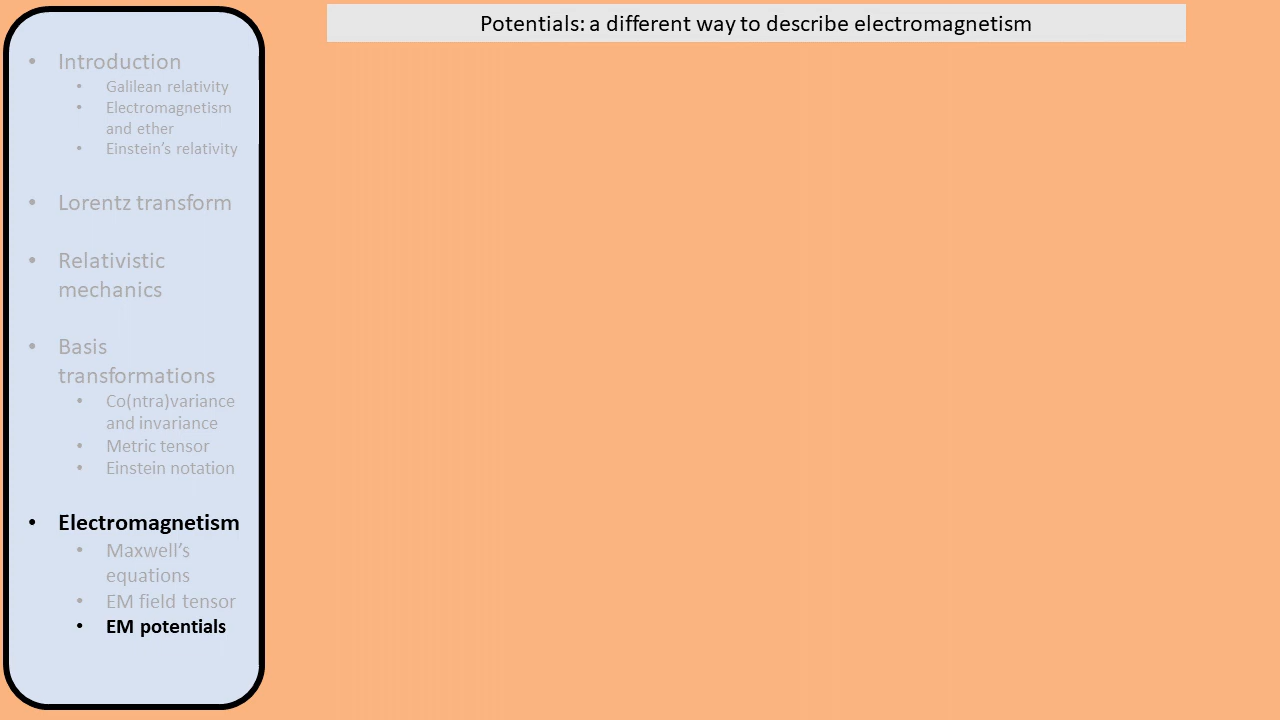 Potentials: a different way to describe electromagnetism
• Introduction
• Galilean relativity
• Electromagnetism
and ether
• Einstein’s relativity
• Lorentz transform
• Relativistic
mechanics
• Basis
transformations
• Co(ntra)variance
and invariance
• Metric tensor
• Einstein notation
• Electromagnetism
• Maxwell’s
equations
• EM field tensor
• EM potentials